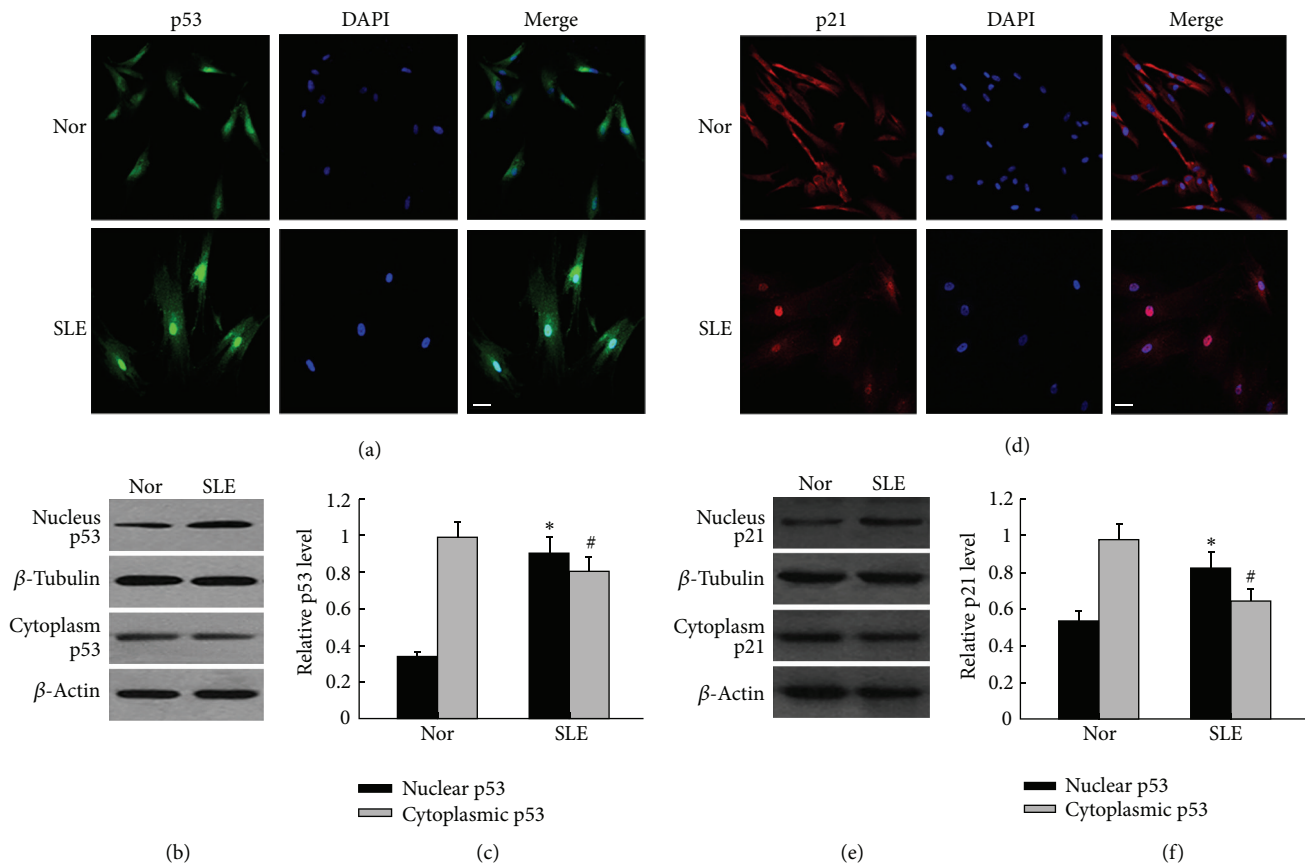 p53 DAPI Merge
Nor
SLE
(a)
p21 DAPI Merge
Nor
SLE
(d)
Nor SLE
Nucleus
p53
β-Tubulin
Cytoplasm
p53
β-Actin
(b)
Relative p53 level
1.2
1
0.8
0.6
0.4
0.2
0
*
#
Nor SLE
Nuclear p53
Cytoplasmic p53
(c)
Nor SLE
Nucleus
p21
β-Tubulin
Cytoplasm
p21
β-Actin
(e)
Relative p21 level
1.2
1
0.8
0.6
0.4
0.2
0
*
#
Nor SLE
Nuclear p53
Cytoplasmic p53
(f)